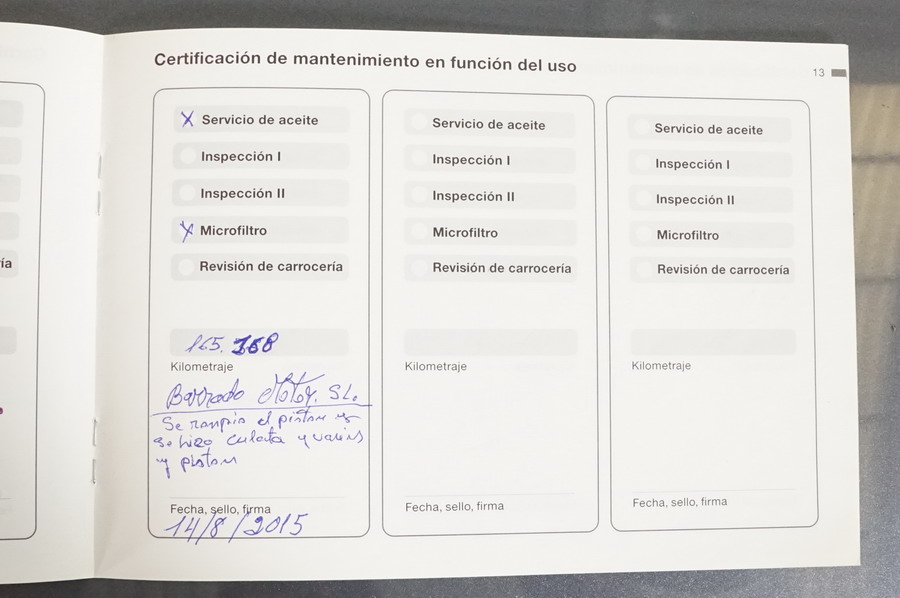 Certificación de mantenimiento en función del uso
13
X Servicio de aceite
Inspección I
Inspección II
X Microfiltro
Revisión de carrocería
165.
Kilometraje
Barrado Motor, SL.
Se rompio el piston y
se hizo culata y varios
y piston
Fecha, sello, firma
14/8/2015
Servicio de aceite
Inspección I
Inspección II
Microfiltro
Revisión de carrocería
Kilometraje
Fecha, sello, firma
Servicio de aceite
Inspección I
Inspección II
Microfiltro
Revisión de carrocería
Kilometraje
Fecha, sello, firma
ía